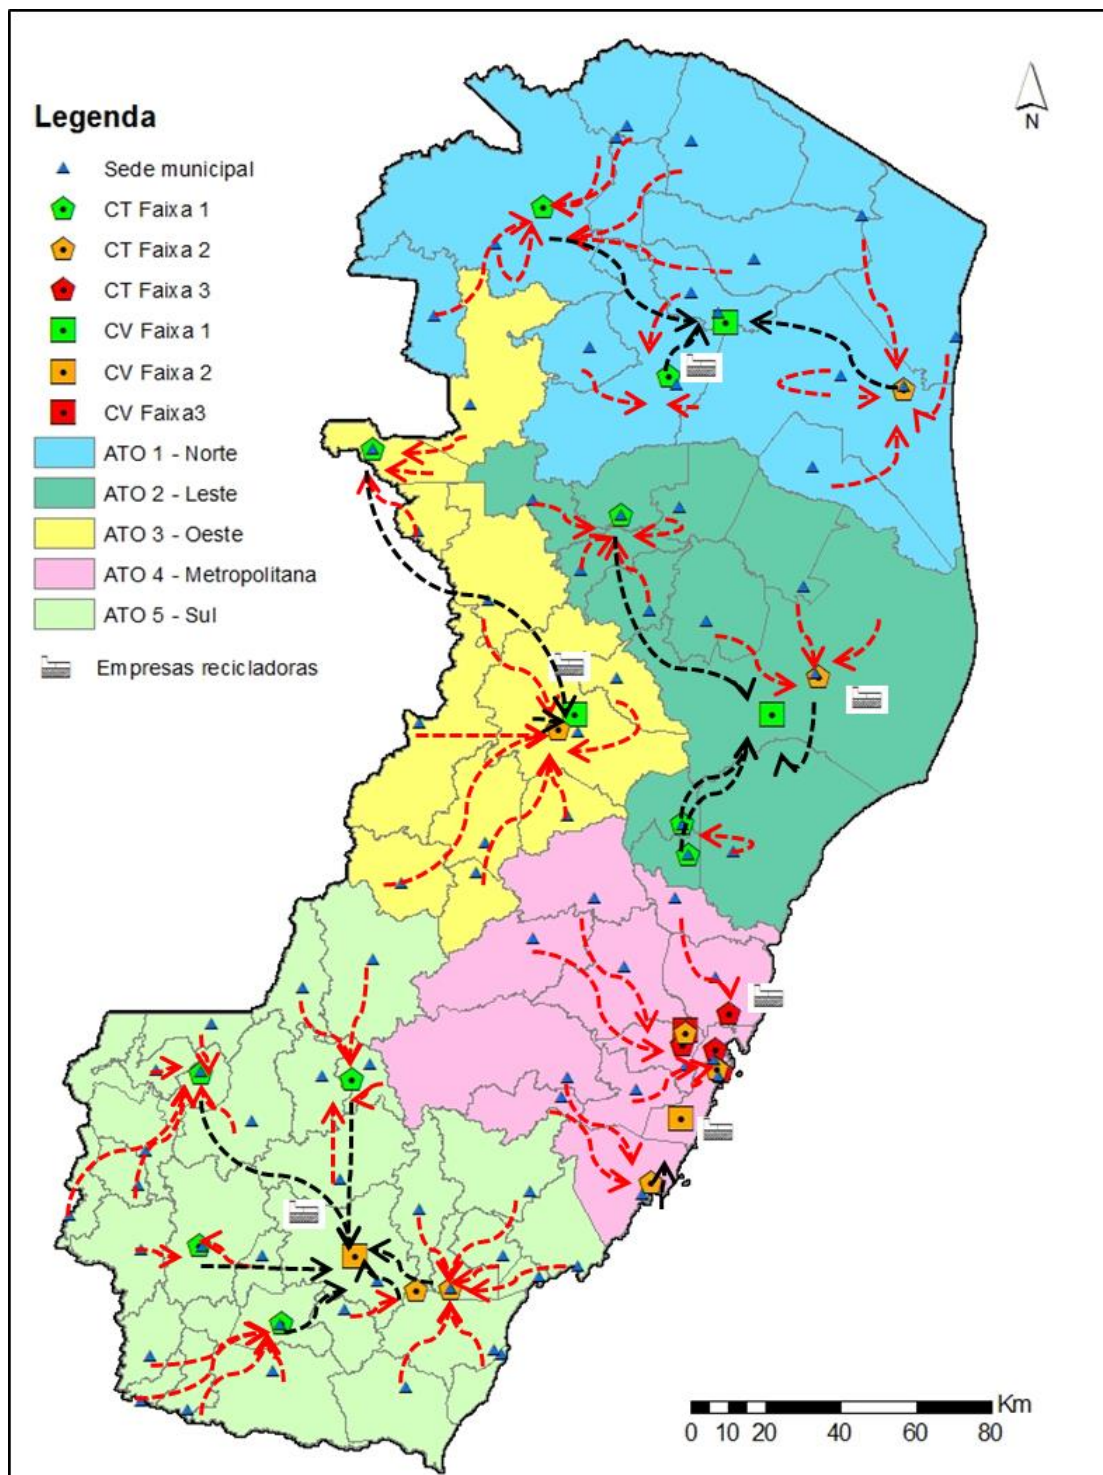 N
Legenda
Sede municipal
CT Faixa 1
CT Faixa 2
CT Faixa 3
CV Faixa 1
CV Faixa 2
CV Faixa3
ATO 1 - Norte
ATO 2 - Leste
ATO 3 - Oeste
ATO 4 - Metropolitana
ATO 5 - Sul
Empresas recicladoras
Km
0 10 20 40 60 80